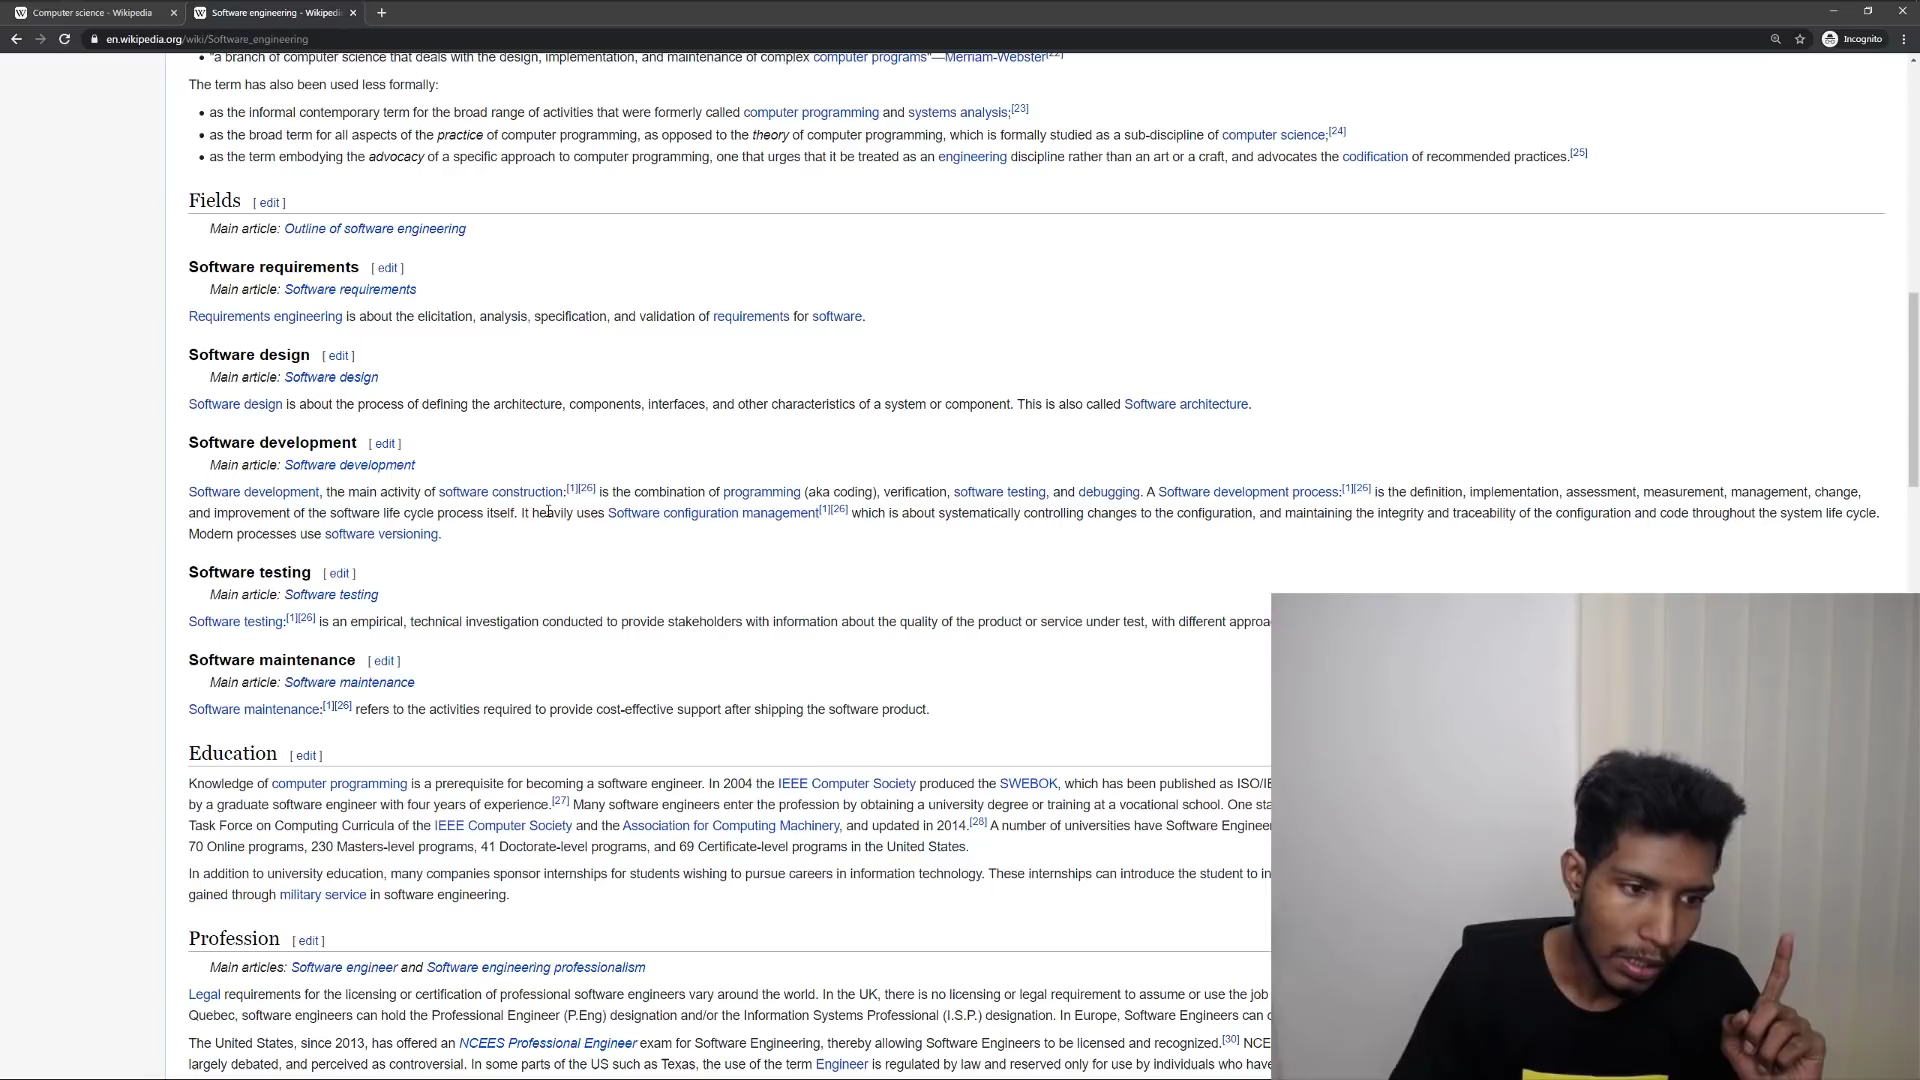 Computer science - Wikipedia
Software engineering - Wikipedi
en.wikipedia.org/wiki/Software_engineering
Incognito
• "a branch of computer science that deals with the design, implementation, and maintenance of complex computer programs"—Merriam-Webster[22]
The term has also been used less formally:
• as the informal contemporary term for the broad range of activities that were formerly called computer programming and systems analysis;[23]
• as the broad term for all aspects of the practice of computer programming, as opposed to the theory of computer programming, which is formally studied as a sub-discipline of computer science;[24]
• as the term embodying the advocacy of a specific approach to computer programming, one that urges that it be treated as an engineering discipline rather than an art or a craft, and advocates the codification of recommended practices.[25]
Fields [ edit ]
Main article: Outline of software engineering
Software requirements [ edit ]
Main article: Software requirements
Requirements engineering is about the elicitation, analysis, specification, and validation of requirements for software.
Software design [ edit ]
Main article: Software design
Software design is about the process of defining the architecture, components, interfaces, and other characteristics of a system or component. This is also called Software architecture.
Software development [ edit ]
Main article: Software development
Software development, the main activity of software construction:[1][26] is the combination of programming (aka coding), verification, software testing, and debugging. A Software development process:[1][26] is the definition, implementation, assessment, measurement, management, change,
and improvement of the software life cycle process itself. It heavily uses Software configuration management[1][26] which is about systematically controlling changes to the configuration, and maintaining the integrity and traceability of the configuration and code throughout the system life cycle.
Modern processes use software versioning.
Software testing [ edit ]
Main article: Software testing
Software testing:[1][26] is an empirical, technical investigation conducted to provide stakeholders with information about the quality of the product or service under test, with different approa
Software maintenance [ edit ]
Main article: Software maintenance
Software maintenance:[1][26] refers to the activities required to provide cost-effective support after shipping the software product.
Education [ edit ]
Knowledge of computer programming is a prerequisite for becoming a software engineer. In 2004 the IEEE Computer Society produced the SWEBOK, which has been published as ISO/IE
by a graduate software engineer with four years of experience.[27] Many software engineers enter the profession by obtaining a university degree or training at a vocational school. One sta
Task Force on Computing Curricula of the IEEE Computer Society and the Association for Computing Machinery, and updated in 2014.[28] A number of universities have Software Enginee
70 Online programs, 230 Masters-level programs, 41 Doctorate-level programs, and 69 Certificate-level programs in the United States.
In addition to university education, many companies sponsor internships for students wishing to pursue careers in information technology. These internships can introduce the student to in
gained through military service in software engineering.
Profession [ edit ]
Main articles: Software engineer and Software engineering professionalism
Legal requirements for the licensing or certification of professional software engineers vary around the world. In the UK, there is no licensing or legal requirement to assume or use the job
Quebec, software engineers can hold the Professional Engineer (P.Eng) designation and/or the Information Systems Professional (I.S.P.) designation. In Europe, Software Engineers can c
The United States, since 2013, has offered an NCEES Professional Engineer exam for Software Engineering, thereby allowing Software Engineers to be licensed and recognized.[30] NCE
largely debated, and perceived as controversial. In some parts of the US such as Texas, the use of the term Engineer is regulated by law and reserved only for use by individuals who have